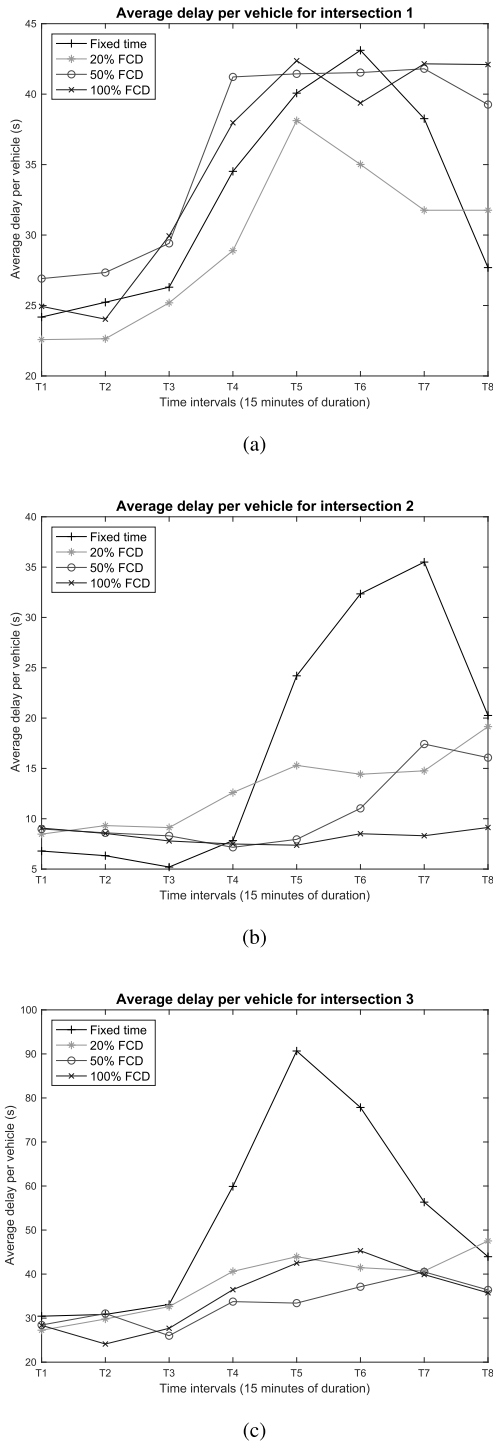 Average delay per vehicle for intersection 1
45
Fixed time
20% FCD
50% FCD
100% FCD
40
35
30
25
20
Average delay per vehicle (s)
T1 T2 T3 T4 T5 T6 T7 T8
Time intervals (15 minutes of duration)
(a)
Average delay per vehicle for intersection 2
40
Fixed time
20% FCD
50% FCD
100% FCD
35
30
25
20
15
10
5
Average delay per vehicle (s)
T1 T2 T3 T4 T5 T6 T7 T8
Time intervals (15 minutes of duration)
(b)
Average delay per vehicle for intersection 3
100
Fixed time
20% FCD
50% FCD
100% FCD
90
80
70
60
50
40
30
20
Average delay per vehicle (s)
T1 T2 T3 T4 T5 T6 T7 T8
Time intervals (15 minutes of duration)
(c)